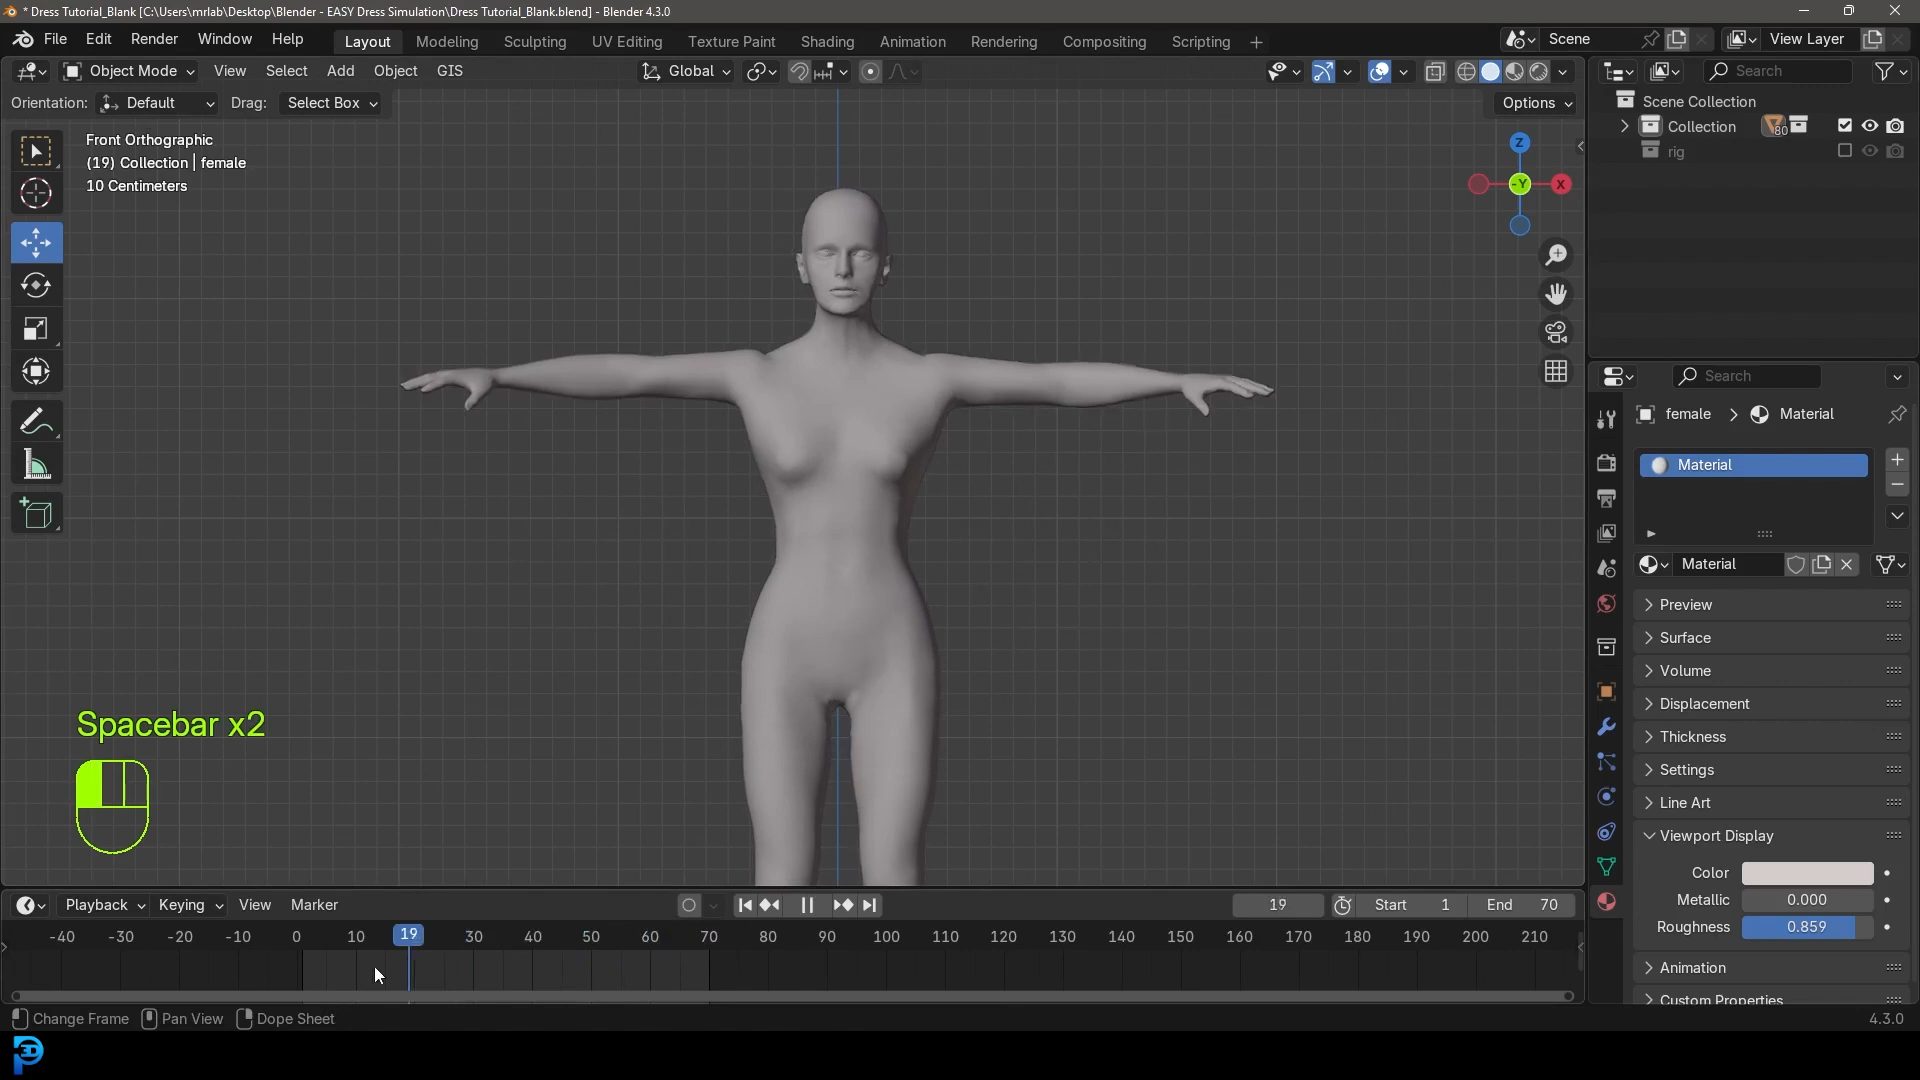 * Dress Tutorial_Blank [C:\Users\mrlab\Desktop\Blender - EASY Dress Simulation\Dress Tutorial_Blank.blend] - Blender 4.3.0
File Edit Render Window Help Layout Modeling Sculpting UV Editing Texture Paint Shading Animation Rendering Compositing Scripting + Scene View Layer
Object Mode View Select Add Object GIS Global Search
Orientation: Default Drag: Select Box Options
Scene Collection
Collection 80
rig
Front Orthographic
(19) Collection | female
10 Centimeters
Z
-Y X
Search
female > Material
Material
Material
Preview
Surface
Volume
Displacement
Thickness
Settings
Line Art
Viewport Display
Color
Metallic 0.000
Roughness 0.859
Animation
Custom Properties
Spacebar x2
Playback Keying View Marker 19 Start 1 End 70
-40 -30 -20 -10 0 10 19 30 40 50 60 70 80 90 100 110 120 130 140 150 160 170 180 190 200 210
Change Frame Pan View Dope Sheet 4.3.0